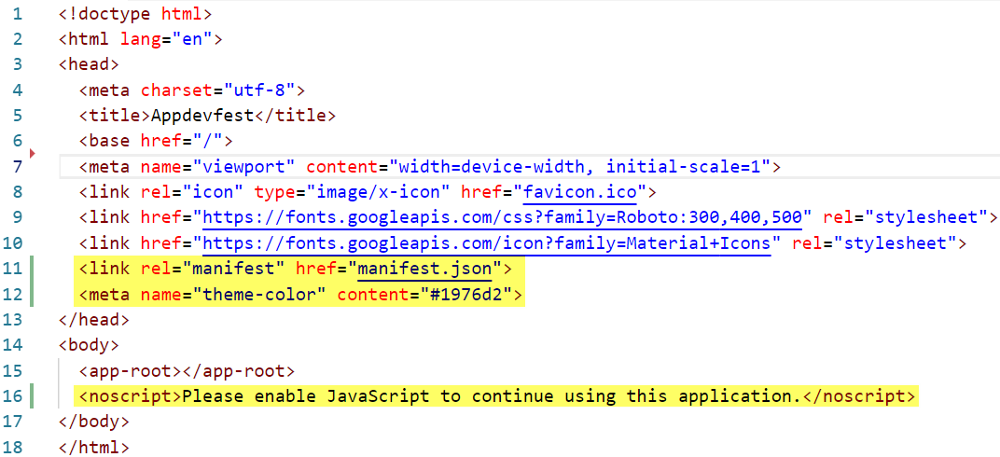 1 <!doctype html>
2 <html lang="en">
3 <head>
4 <meta charset="utf-8">
5 <title>Appdevfest</title>
6 <base href="/">
7 <meta name="viewport" content="width=device-width, initial-scale=1">
8 <link rel="icon" type="image/x-icon" href="favicon.ico">
9 <link href="https://fonts.googleapis.com/css?family=Roboto:300,400,500" rel="stylesheet">
10 <link href="https://fonts.googleapis.com/icon?family=Material+Icons" rel="stylesheet">
11 <link rel="manifest" href="manifest.json">
12 <meta name="theme-color" content="#1976d2">
13 </head>
14 <body>
15 <app-root></app-root>
16 <noscript>Please enable JavaScript to continue using this application.</noscript>
17 </body>
18 </html>